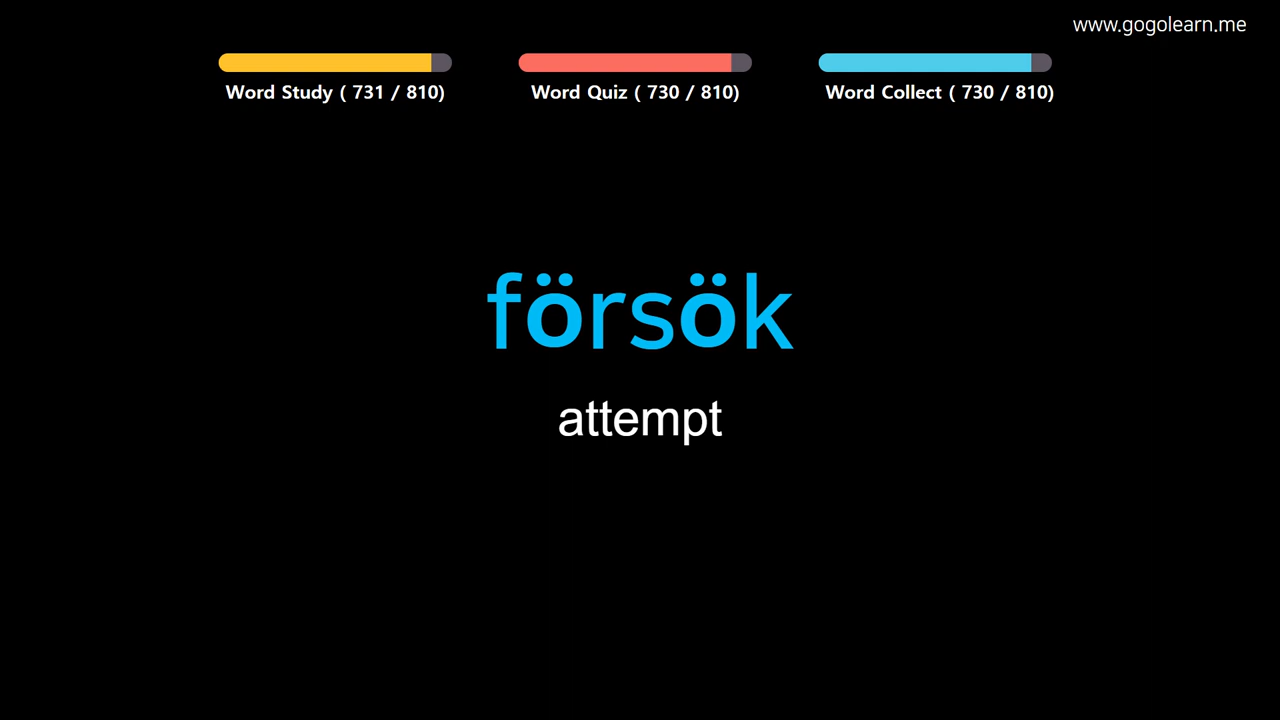 www.gogolearn.me
Word Study ( 731 / 810)
Word Quiz ( 730 / 810)
Word Collect ( 730 / 810)
försök
attempt